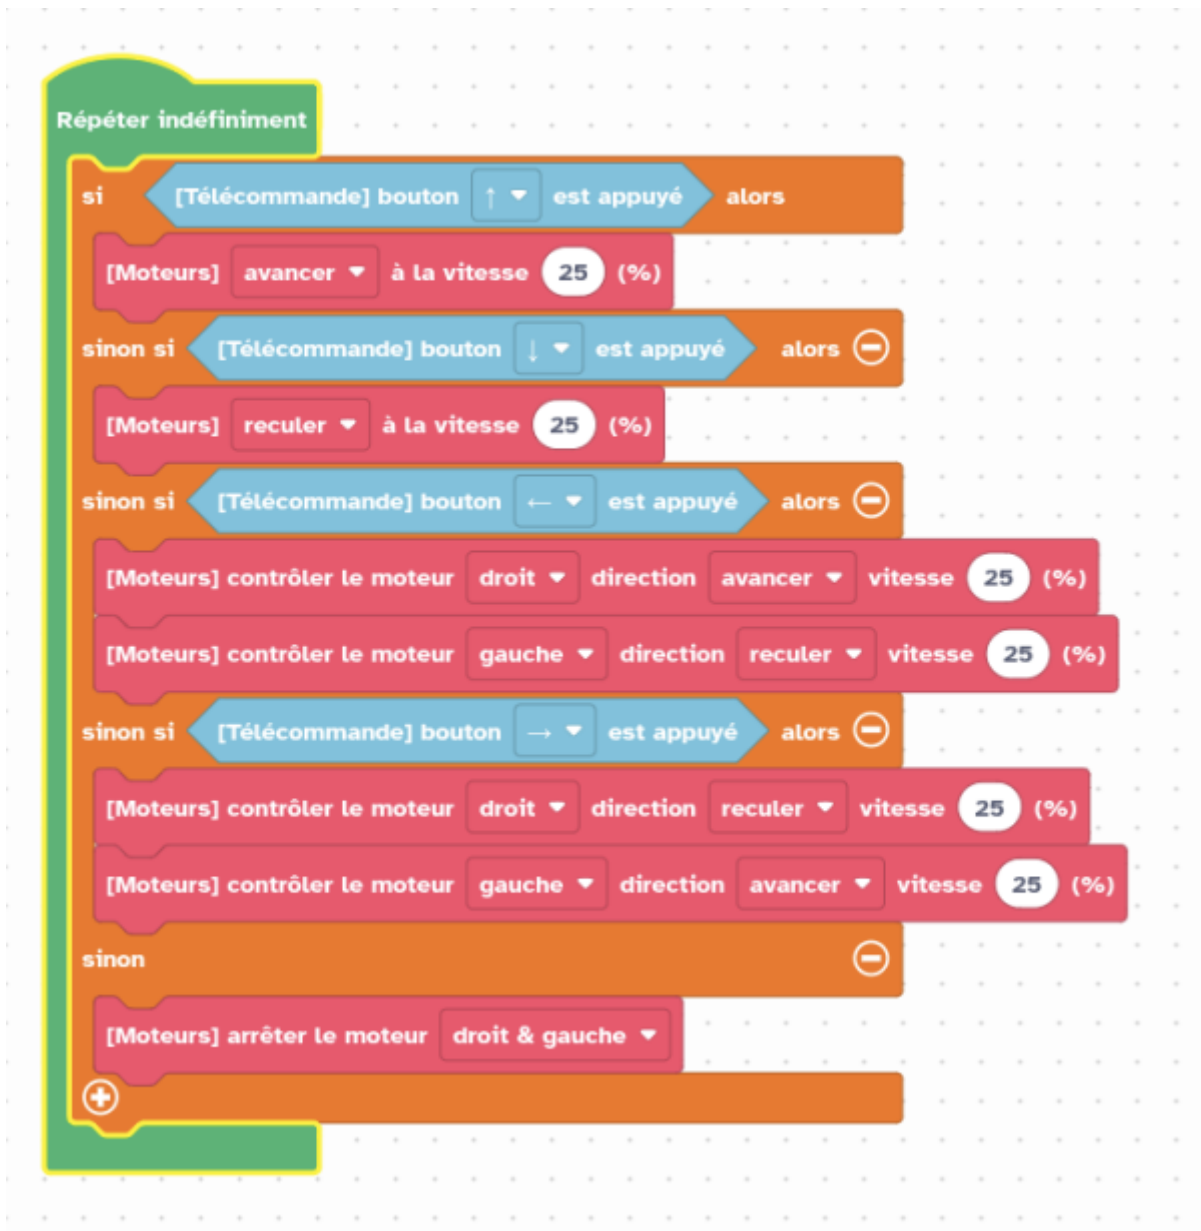 Répéter indéfiniment
si [Télécommande] bouton ↑ est appuyé alors
[Moteurs] avancer à la vitesse 25 (%)
sinon si [Télécommande] bouton ↓ est appuyé alors
[Moteurs] reculer à la vitesse 25 (%)
sinon si [Télécommande] bouton ← est appuyé alors
[Moteurs] contrôler le moteur droit direction avancer vitesse 25 (%)
[Moteurs] contrôler le moteur gauche direction reculer vitesse 25 (%)
sinon si [Télécommande] bouton → est appuyé alors
[Moteurs] contrôler le moteur droit direction reculer vitesse 25 (%)
[Moteurs] contrôler le moteur gauche direction avancer vitesse 25 (%)
sinon
[Moteurs] arrêter le moteur droit & gauche